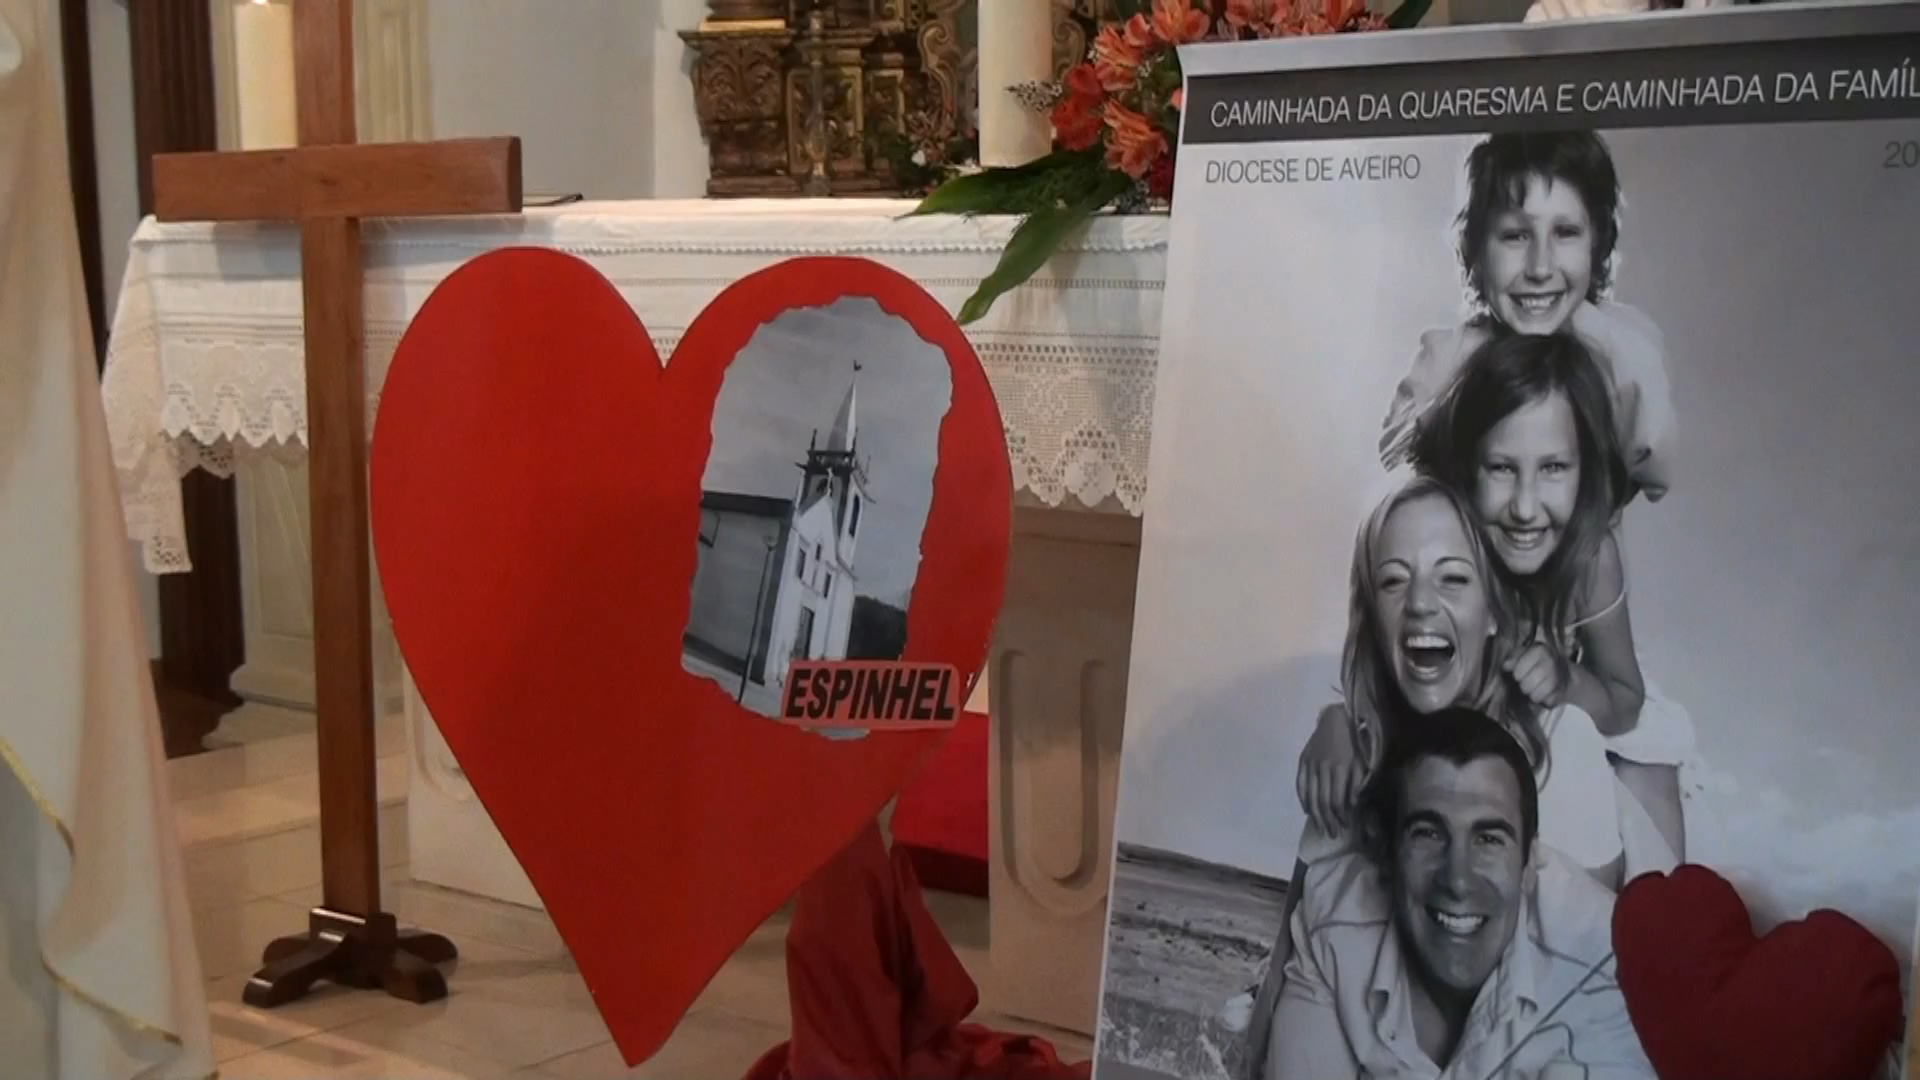 CAMINHADA DA QUARESMA E CAMINHADA DA FAMÍL
DIOCESE DE AVEIRO
20
ESPINHEL